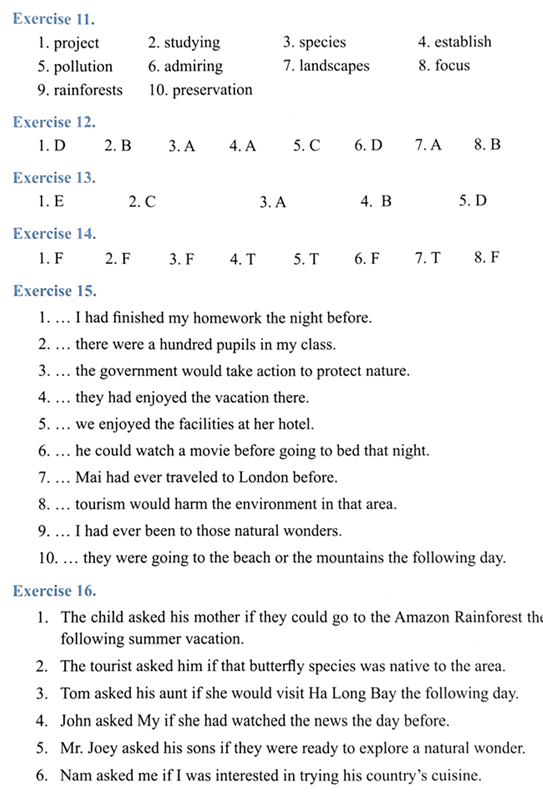 Exercise 11.
1. project 2. studying 3. species 4. establish
5. pollution 6. admiring 7. landscapes 8. focus
9. rainforests 10. preservation
Exercise 12.
1. D 2. B 3. A 4. A 5. C 6. D 7. A 8. B
Exercise 13.
1. E 2. C 3. A 4. B 5. D
Exercise 14.
1. F 2. F 3. F 4. T 5. T 6. F 7. T 8. F
Exercise 15.
1. … I had finished my homework the night before.
2. … there were a hundred pupils in my class.
3. … the government would take action to protect nature.
4. … they had enjoyed the vacation there.
5. … we enjoyed the facilities at her hotel.
6. … he could watch a movie before going to bed that night.
7. … Mai had ever traveled to London before.
8. … tourism would harm the environment in that area.
9. … I had ever been to those natural wonders.
10. … they were going to the beach or the mountains the following day.
Exercise 16.
1. The child asked his mother if they could go to the Amazon Rainforest the
following summer vacation.
2. The tourist asked him if that butterfly species was native to the area.
3. Tom asked his aunt if she would visit Ha Long Bay the following day.
4. John asked My if she had watched the news the day before.
5. Mr. Joey asked his sons if they were ready to explore a natural wonder.
6. Nam asked me if I was interested in trying his country's cuisine.